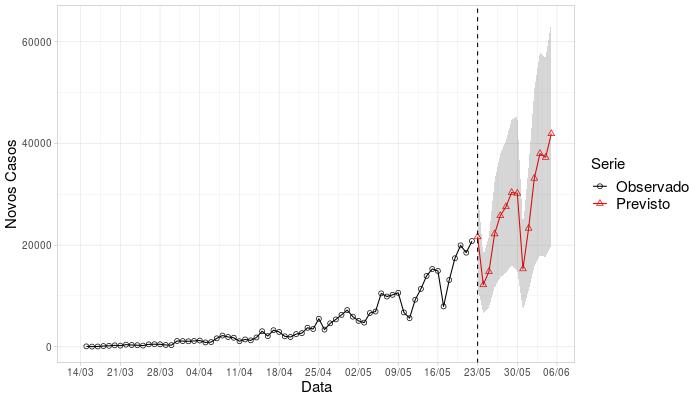 Novos Casos
60000
40000
20000
0
14/03 21/03 28/03 04/04 11/04 18/04 25/04 02/05 09/05 16/05 23/05 30/05 06/06
Data
Serie
Observado
Previsto